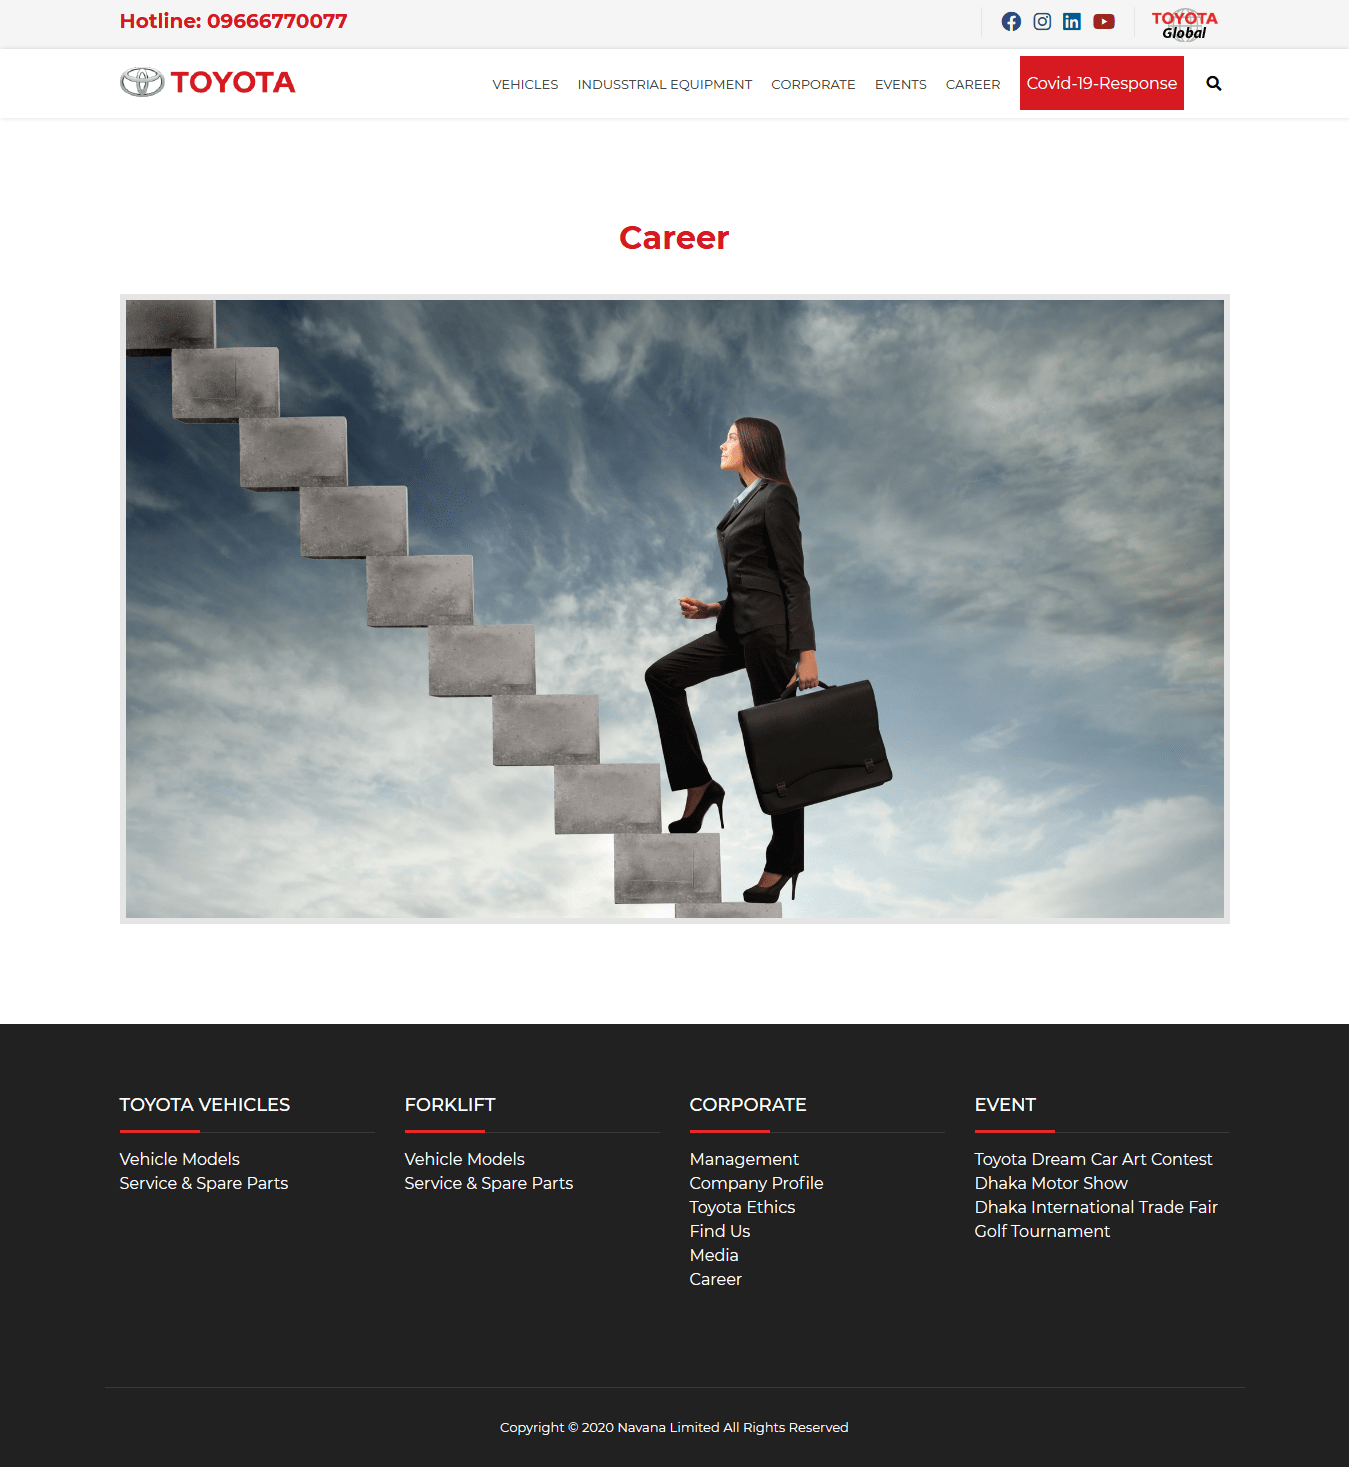 Hotline: 09666770077
TOYOTA
Global
TOYOTA
VEHICLES INDUSSTRIAL EQUIPMENT CORPORATE EVENTS CAREER Covid-19-Response
Career
TOYOTA VEHICLES
Vehicle Models
Service & Spare Parts
FORKLIFT
Vehicle Models
Service & Spare Parts
CORPORATE
Management
Company Profile
Toyota Ethics
Find Us
Media
Career
EVENT
Toyota Dream Car Art Contest
Dhaka Motor Show
Dhaka International Trade Fair
Golf Tournament
Copyright © 2020 Navana Limited All Rights Reserved